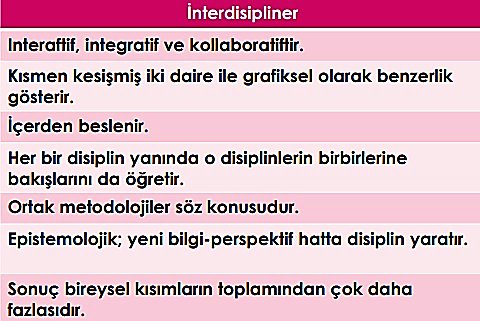 İnterdisipliner
Interaftif, integratif ve kollaboratiftir.
Kısmen kesişmiş iki daire ile grafiksel olarak benzerlik
gösterir.
İçerden beslenir.
Her bir disiplin yanında o disiplinlerin birbirlerine
bakışlarını da öğretir.
Ortak metodolojiler söz konusudur.
Epistemolojik; yeni bilgi-perspektif hatta disiplin yaratır.
Sonuç bireysel kısımların toplamından çok daha
fazlasıdır.